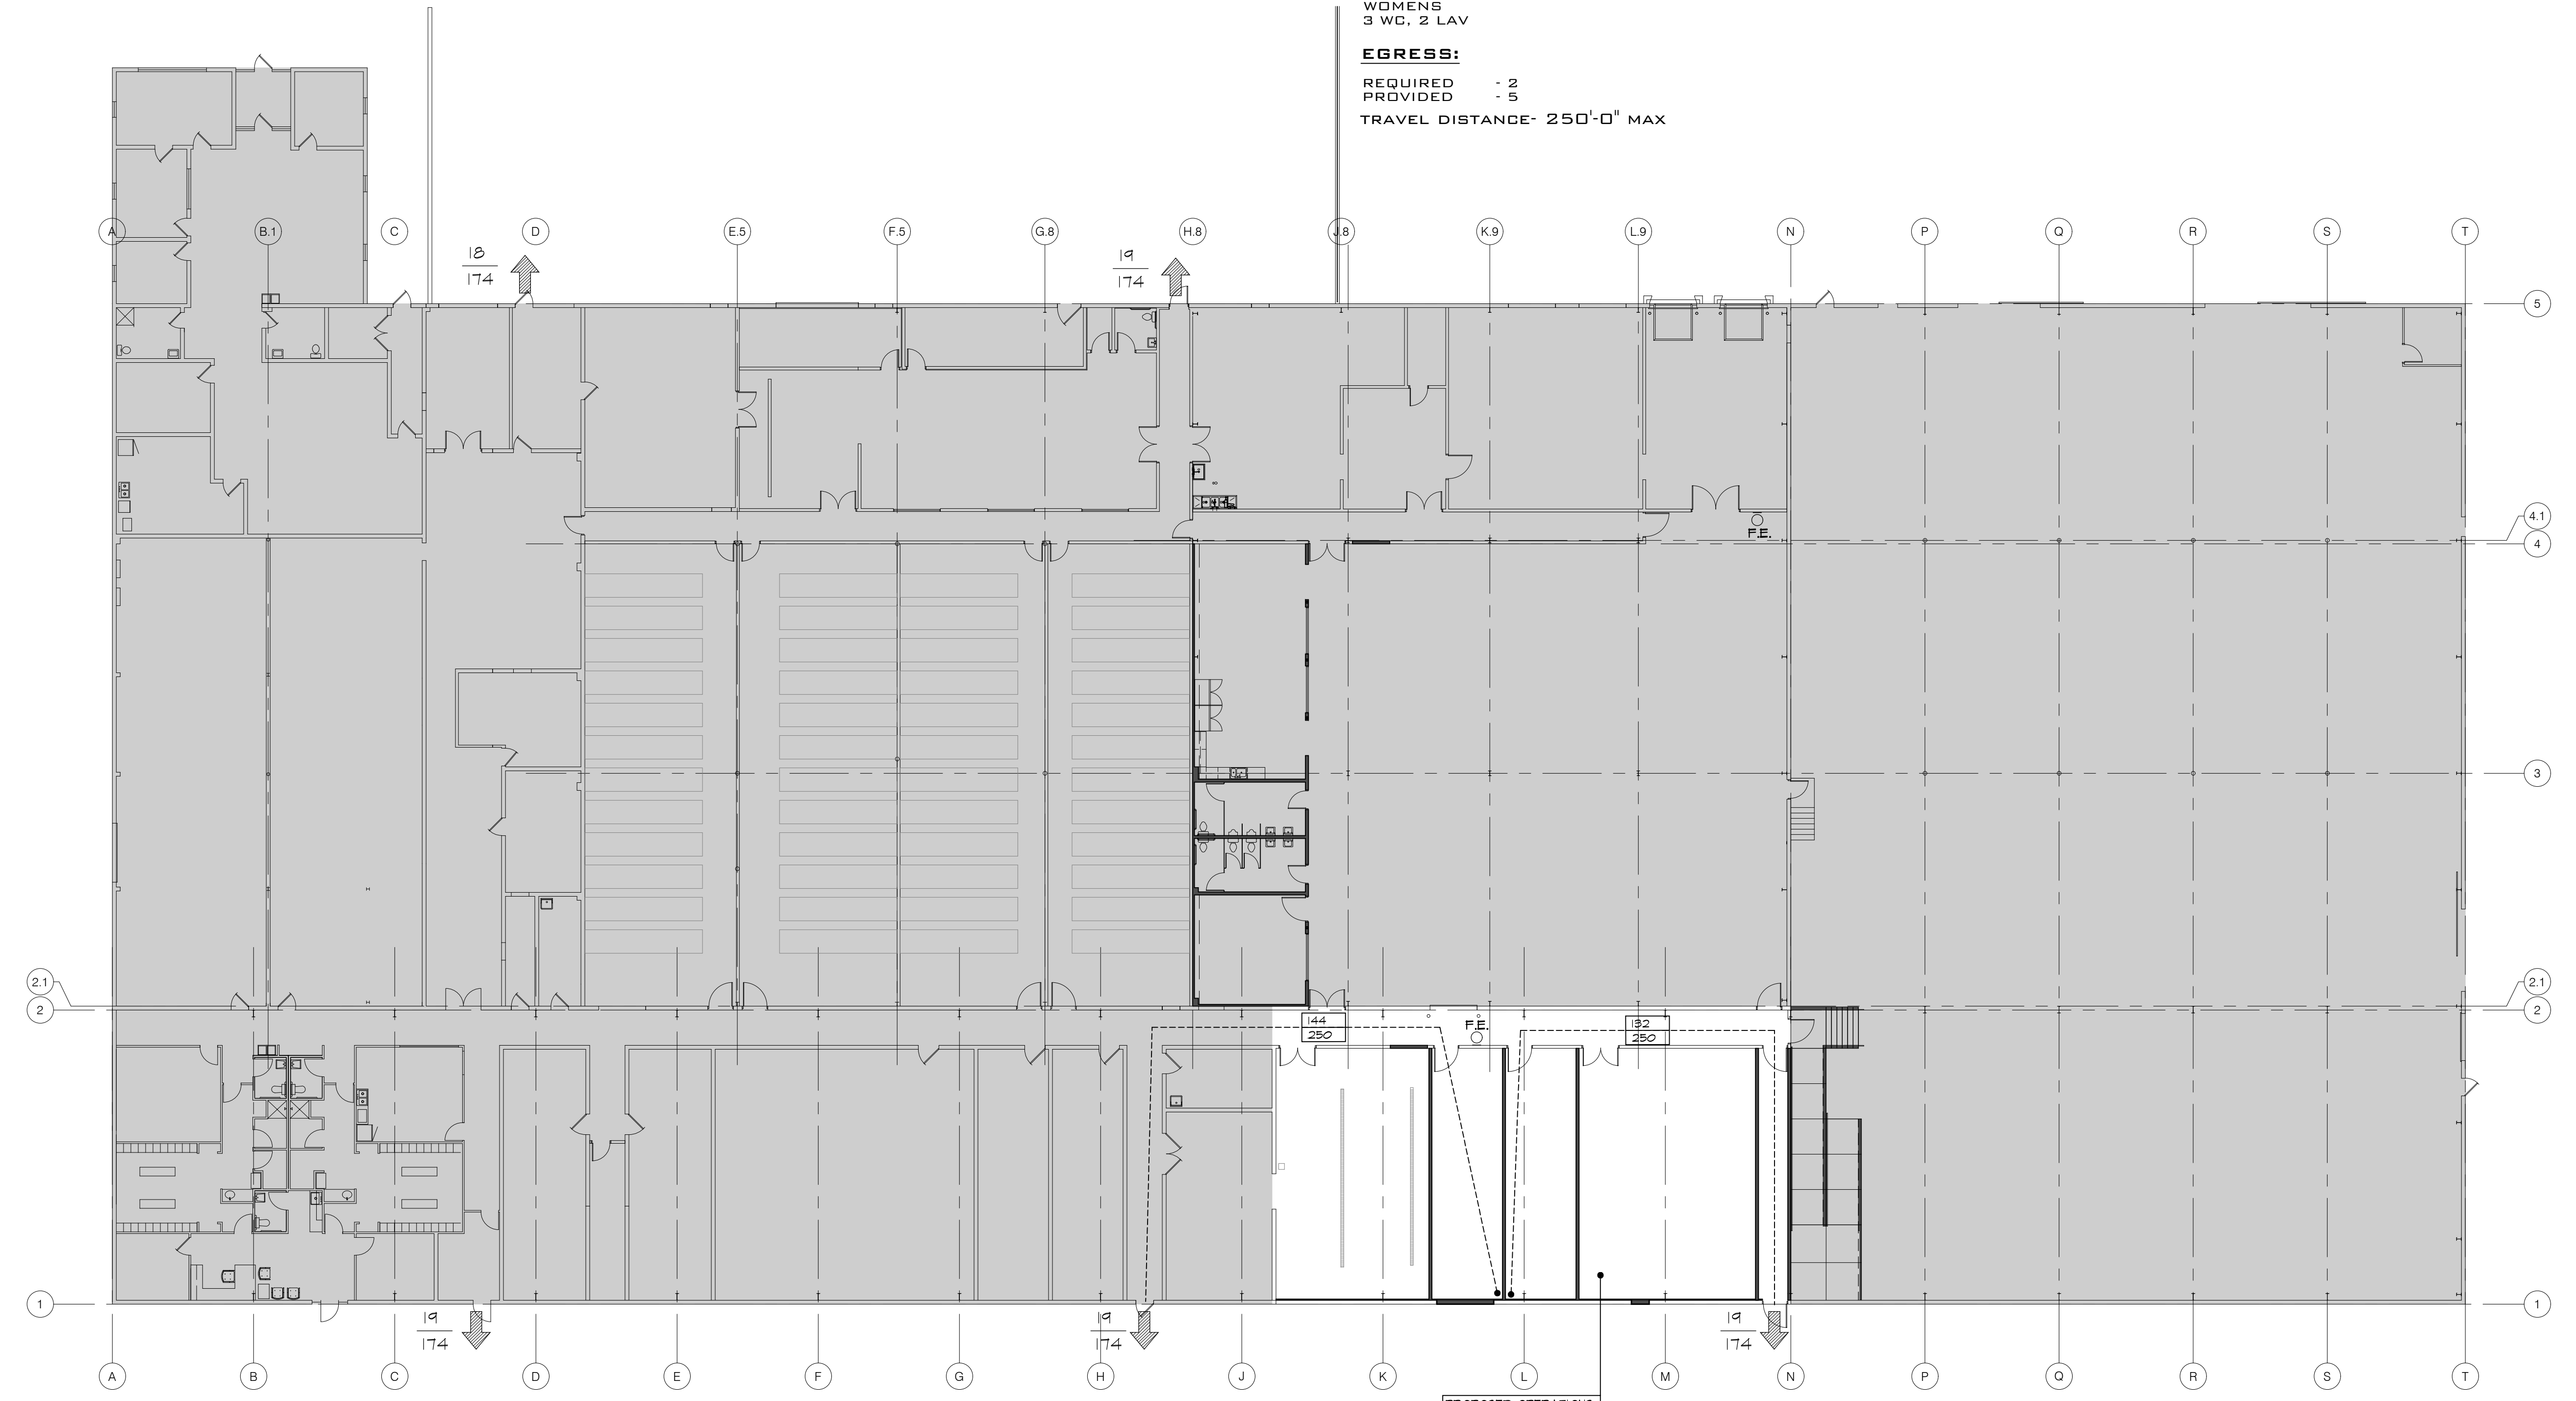 WOMENS
3 WC, 2 LAV
EGRESS:
REQUIRED - 2
PROVIDED - 5
TRAVEL DISTANCE- 250'-0" MAX
A
B.1
C
D
E.5
F.5
G.8
H.8
J.8
K.9
L.9
N
P
Q
R
S
T
18
174
19
174
5
4.1
F.E.
4
3
2.1
2.1
2
2
144
250
F.E.
132
250
1
1
19
174
19
174
19
174
A
B
C
D
E
F
G
H
J
K
L
M
N
P
Q
R
S
T